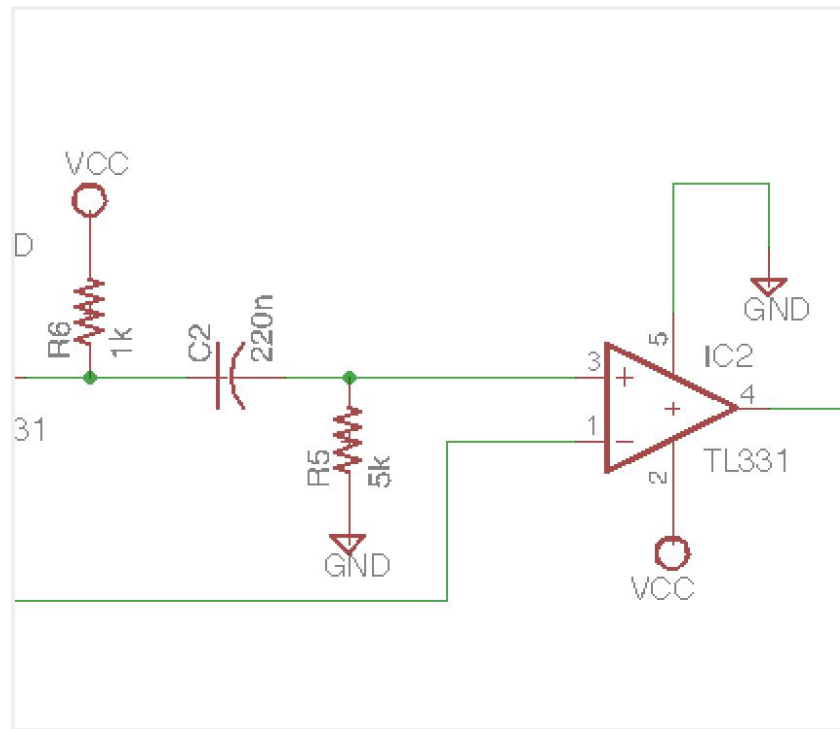 VCC
D
R6
1k
C2
220n
31
R5
5k
GND
3
1
+
−
+
5
2
4
IC2
TL331
GND
VCC